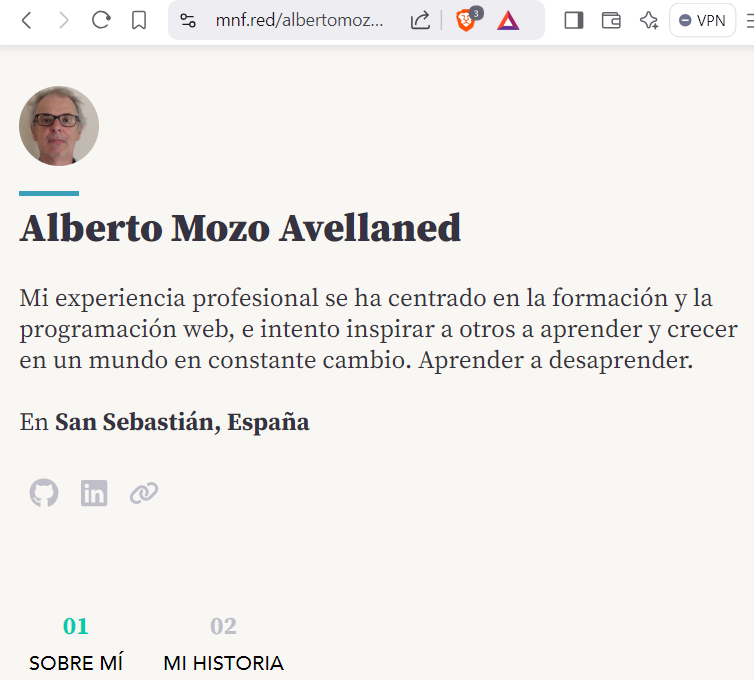 mnf.red/albertomoz...
3
VPN
Alberto Mozo Avellaned
Mi experiencia profesional se ha centrado en la formación y la
programación web, e intento inspirar a otros a aprender y crecer
en un mundo en constante cambio. Aprender a desaprender.
En San Sebastián, España
in
01
02
SOBRE MÍ
MI HISTORIA